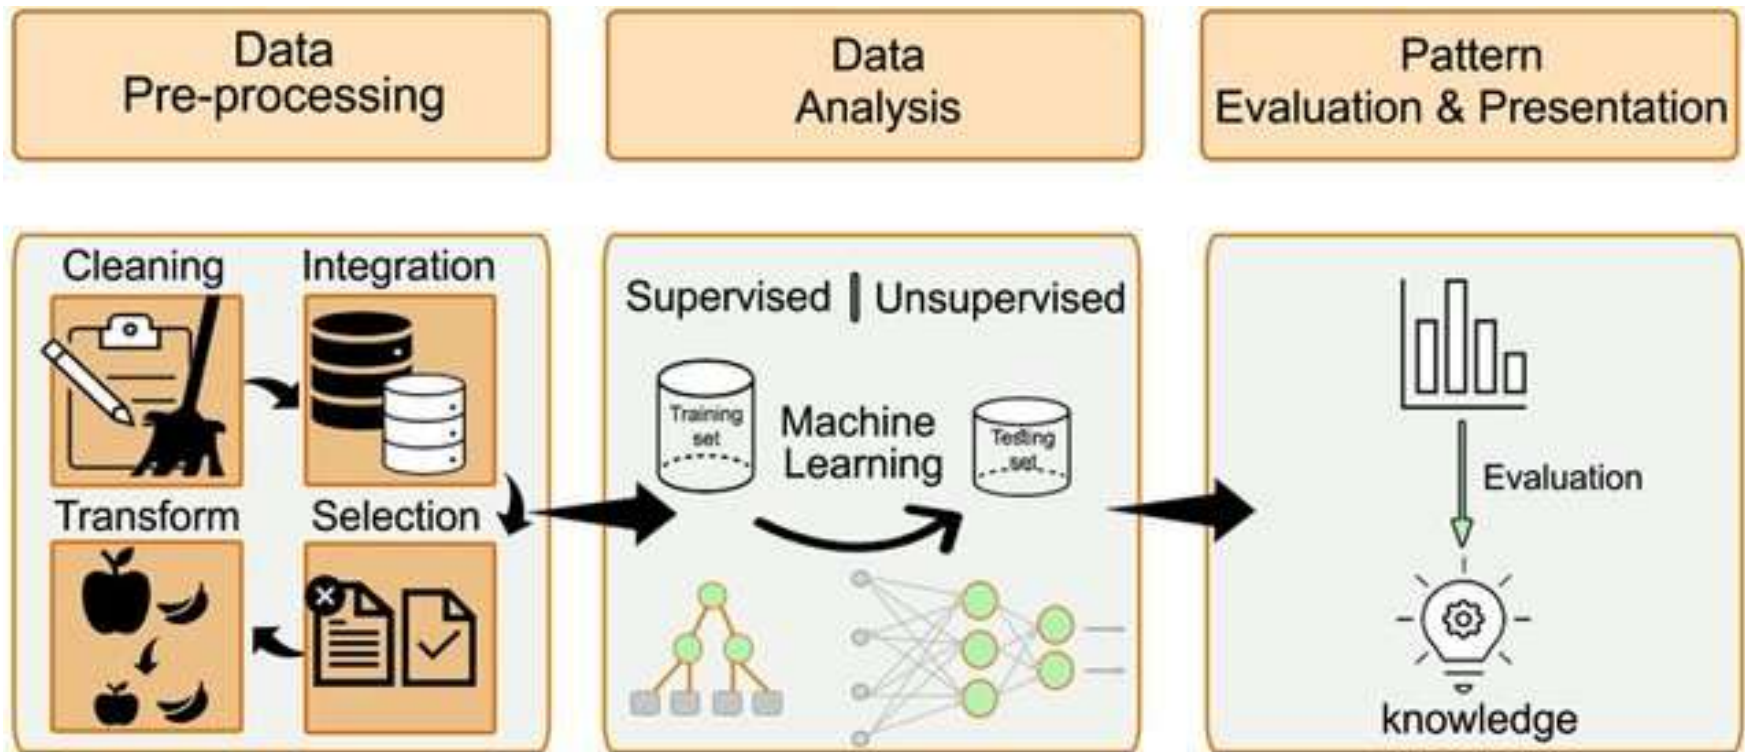 Data
Pre-processing
Data
Analysis
Pattern
Evaluation & Presentation
Cleaning
Integration
Transform
Selection
Supervised
Unsupervised
Training
set
Machine
Learning
Testing
set
Evaluation
knowledge